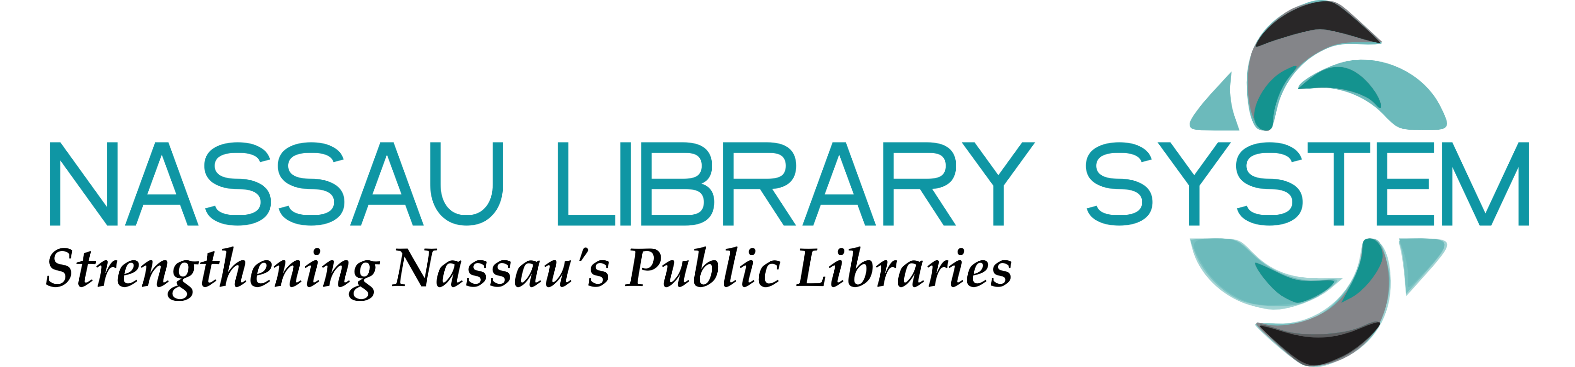 NASSAU LIBRARY SYSTEM
Strengthening Nassau's Public Libraries